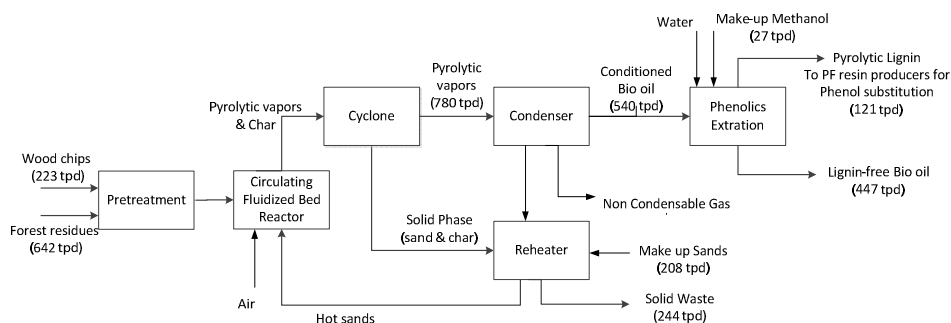 Water
Make-up Methanol
(27 tpd)
Pyrolytic Lignin
To PF resin producers for
Phenol substitution
(121 tpd)
Pyrolytic
vapors
(780 tpd)
Conditioned
Bio oil
(540 tpd)
Pyrolytic vapors
& Char
Cyclone
Condenser
Phenolics
Extration
Wood chips
(223 tpd)
Pretreatment
Circulating
Fluidized Bed
Reactor
Lignin-free Bio oil
(447 tpd)
Non Condensable Gas
Forest residues
(642 tpd)
Solid Phase
(sand & char)
Reheater
Make up Sands
(208 tpd)
Air
Hot sands
Solid Waste
(244 tpd)